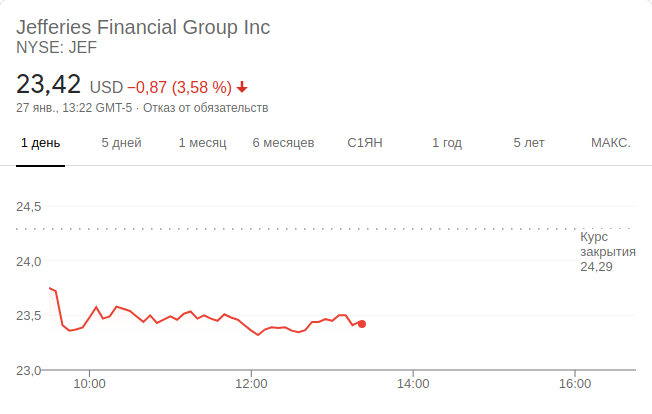 Jefferies Financial Group Inc
NYSE: JEF
23,42 USD −0,87 (3,58 %)
27 янв., 13:22 GMT-5 · Отказ от обязательств
1 день 5 дней 1 месяц 6 месяцев С1ЯН 1 год 5 лет МАКС.
24,5
Курс
закрытия
24,29
24,0
23,5
23,0
10:00 12:00 14:00 16:00